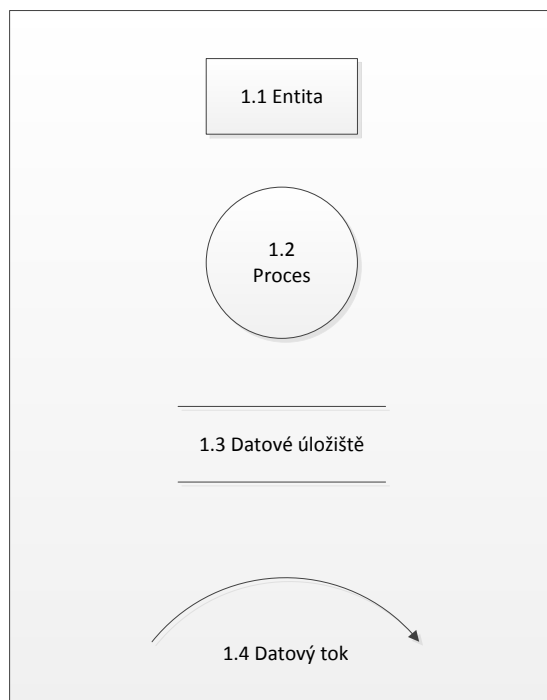 1.1 Entita
1.2
Proces
1.3 Datové úložiště
1.4 Datový tok